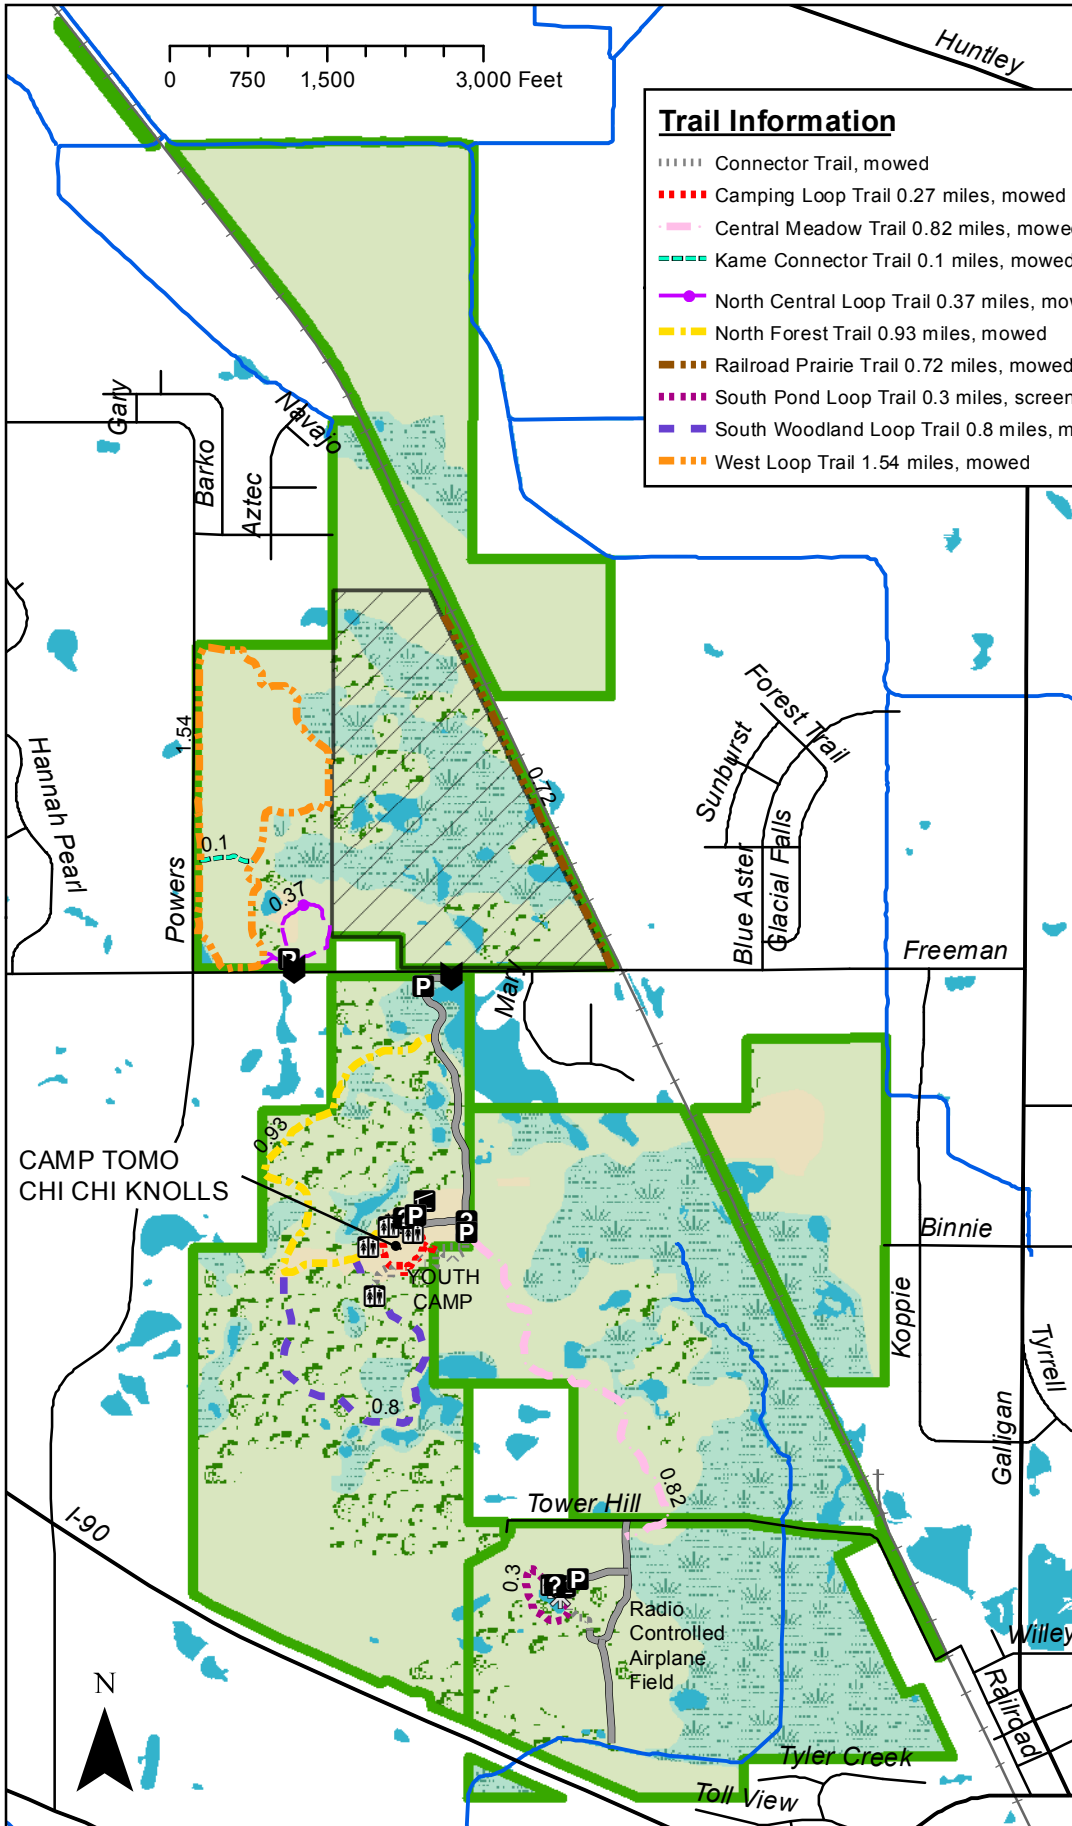 Huntley
0 750 1,500 3,000 Feet
Trail Information
Connector Trail, mowed
Camping Loop Trail 0.27 miles, mowed
Central Meadow Trail 0.82 miles, mowe
Kame Connector Trail 0.1 miles, mowed
North Central Loop Trail 0.37 miles, mo
North Forest Trail 0.93 miles, mowed
Railroad Prairie Trail 0.72 miles, mowed
South Pond Loop Trail 0.3 miles, screen
South Woodland Loop Trail 0.8 miles, m
West Loop Trail 1.54 miles, mowed
Gary
Barko
Aztec
Navajo
Hannah Pearl
1.54
0.72
Sunburst
Forest Trail
0.1
Powers
0.37
Blue Aster
Glacial Falls
Freeman
P
P
Mary
0.93
CAMP TOMO
CHI CHI KNOLLS
Binnie
?
P
P
YOUTH
CAMP
Koppie
Tyrrell
0.8
Galligan
0.82
Tower Hill
I-90
0.3
?
P
Radio
Controlled
Airplane
Field
Willey
Railroad
N
Tyler Creek
Toll View